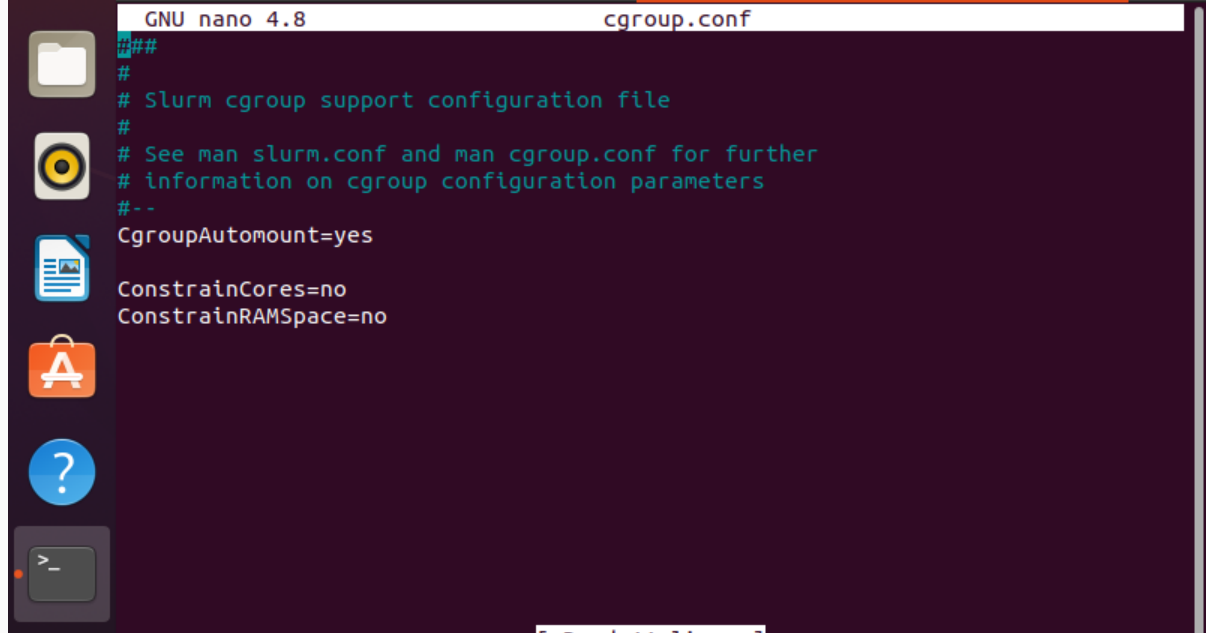 GNU nano 4.8 cgroup.conf
###
#
# Slurm cgroup support configuration file
#
# See man slurm.conf and man cgroup.conf for further
# information on cgroup configuration parameters
#--
CgroupAutomount=yes
ConstrainCores=no
ConstrainRAMSpace=no
?
>_